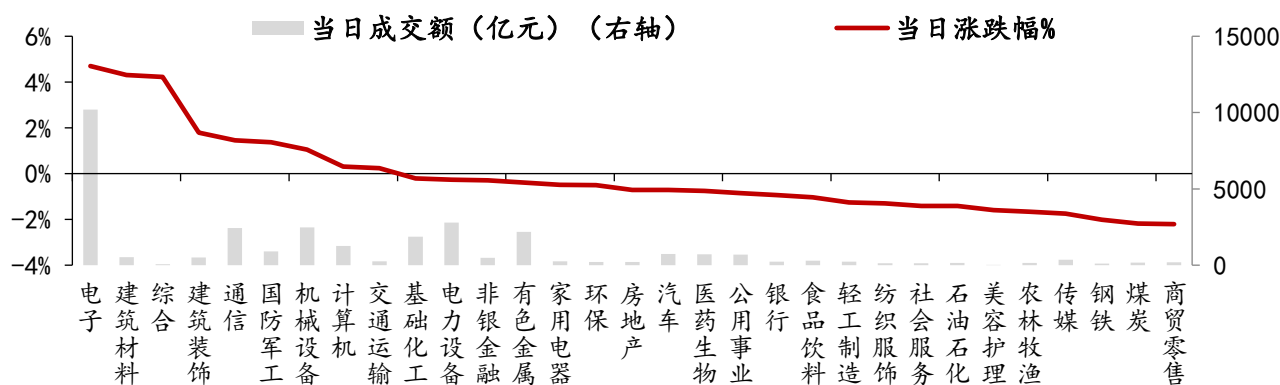 当日成交额（亿元）（右轴）
当日涨跌幅%
6%
4%
2%
0%
-2%
-4%
15000
10000
5000
0
电子
建筑材料
综合
建筑装饰
通信
国防军工
机械设备
计算机
交通运输
基础化工
电力设备
非银金融
有色金属
家用电器
环保
房地产
汽车
医药生物
公用事业
银行
食品饮料
轻工制造
纺织服饰
社会服务
石油石化
美容护理
农林牧渔
传媒
钢铁
煤炭
商贸零售